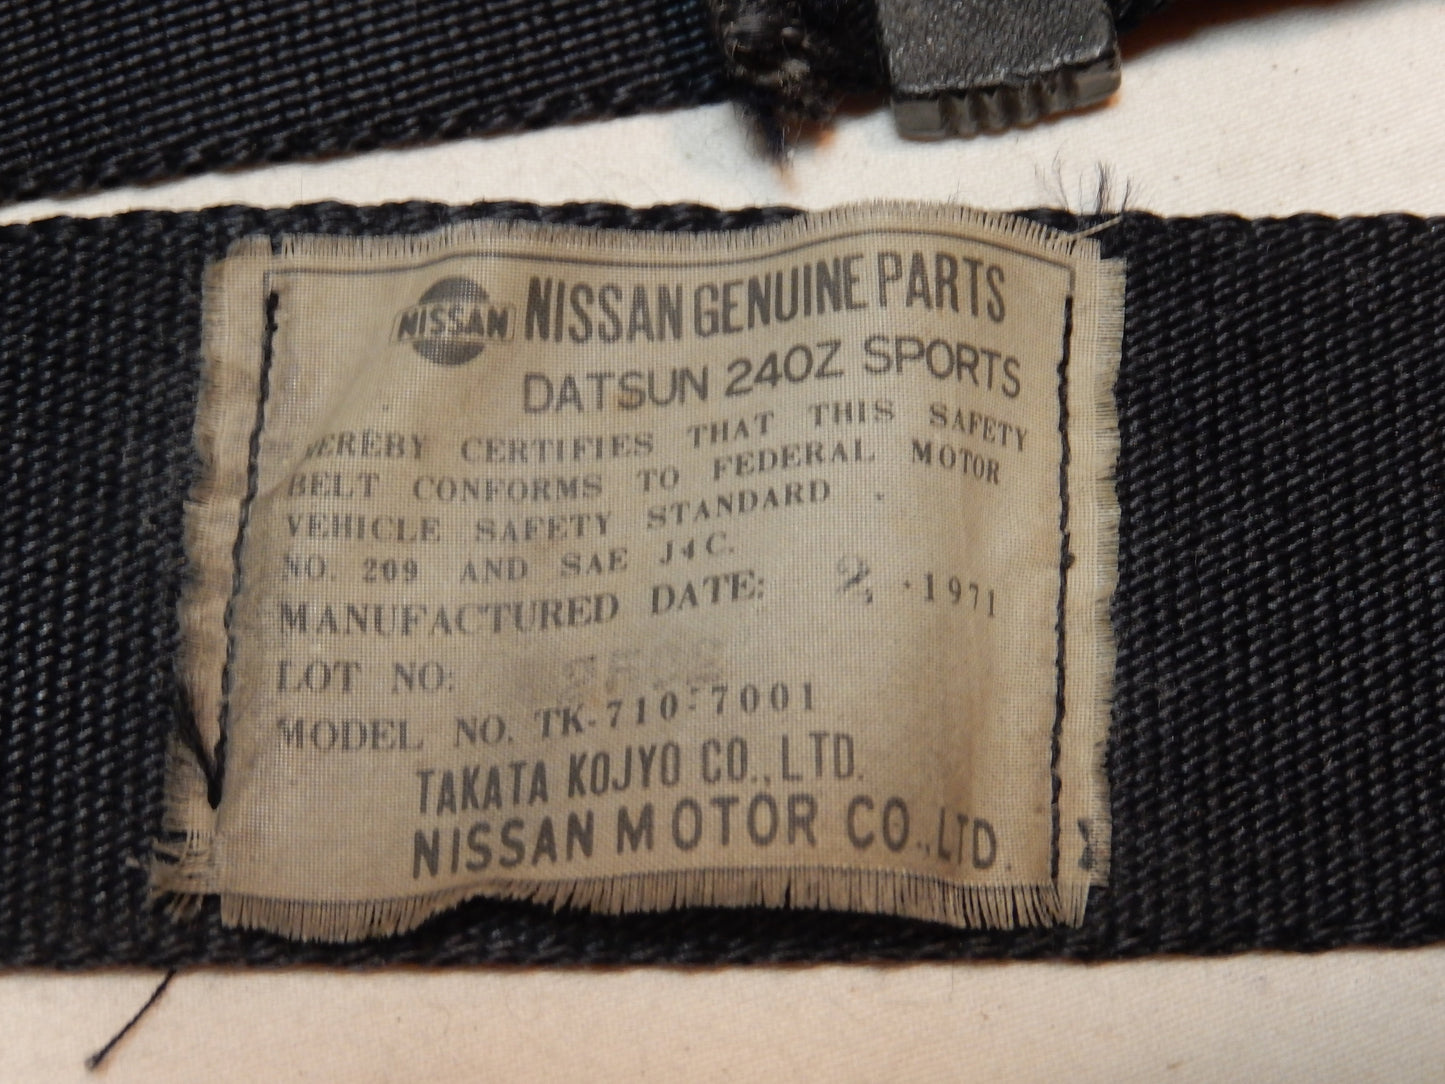 NISSAN NISSAN GENUINE PARTS
DATSUN 240Z SPORTS
HEREBY CERTIFIES THAT THIS SAFETY
BELT CONFORMS TO FEDERAL MOTOR
VEHICLE SAFETY STANDARD
NO. 209 AND SAE J4C.
MANUFACTURED DATE: 2 - 1971
LOT NO:
MODEL NO. TK-710-7001
TAKATA KOJYO CO., LTD.
NISSAN MOTOR CO., LTD.